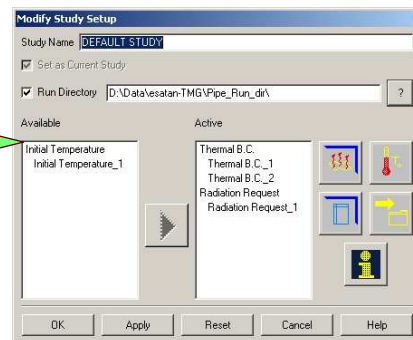 Modify Study Setup
Study Name DEFAULT STUDY
Set as Current Study
Run Directory D:\Data\esatan-TMG\Pipe_Run_dir\ ?
Available Active
Initial Temperature
Initial Temperature_1
Thermal B.C.
Thermal B.C._1
Thermal B.C._2
Radiation Request
Radiation Request_1
OK Apply Reset Cancel Help